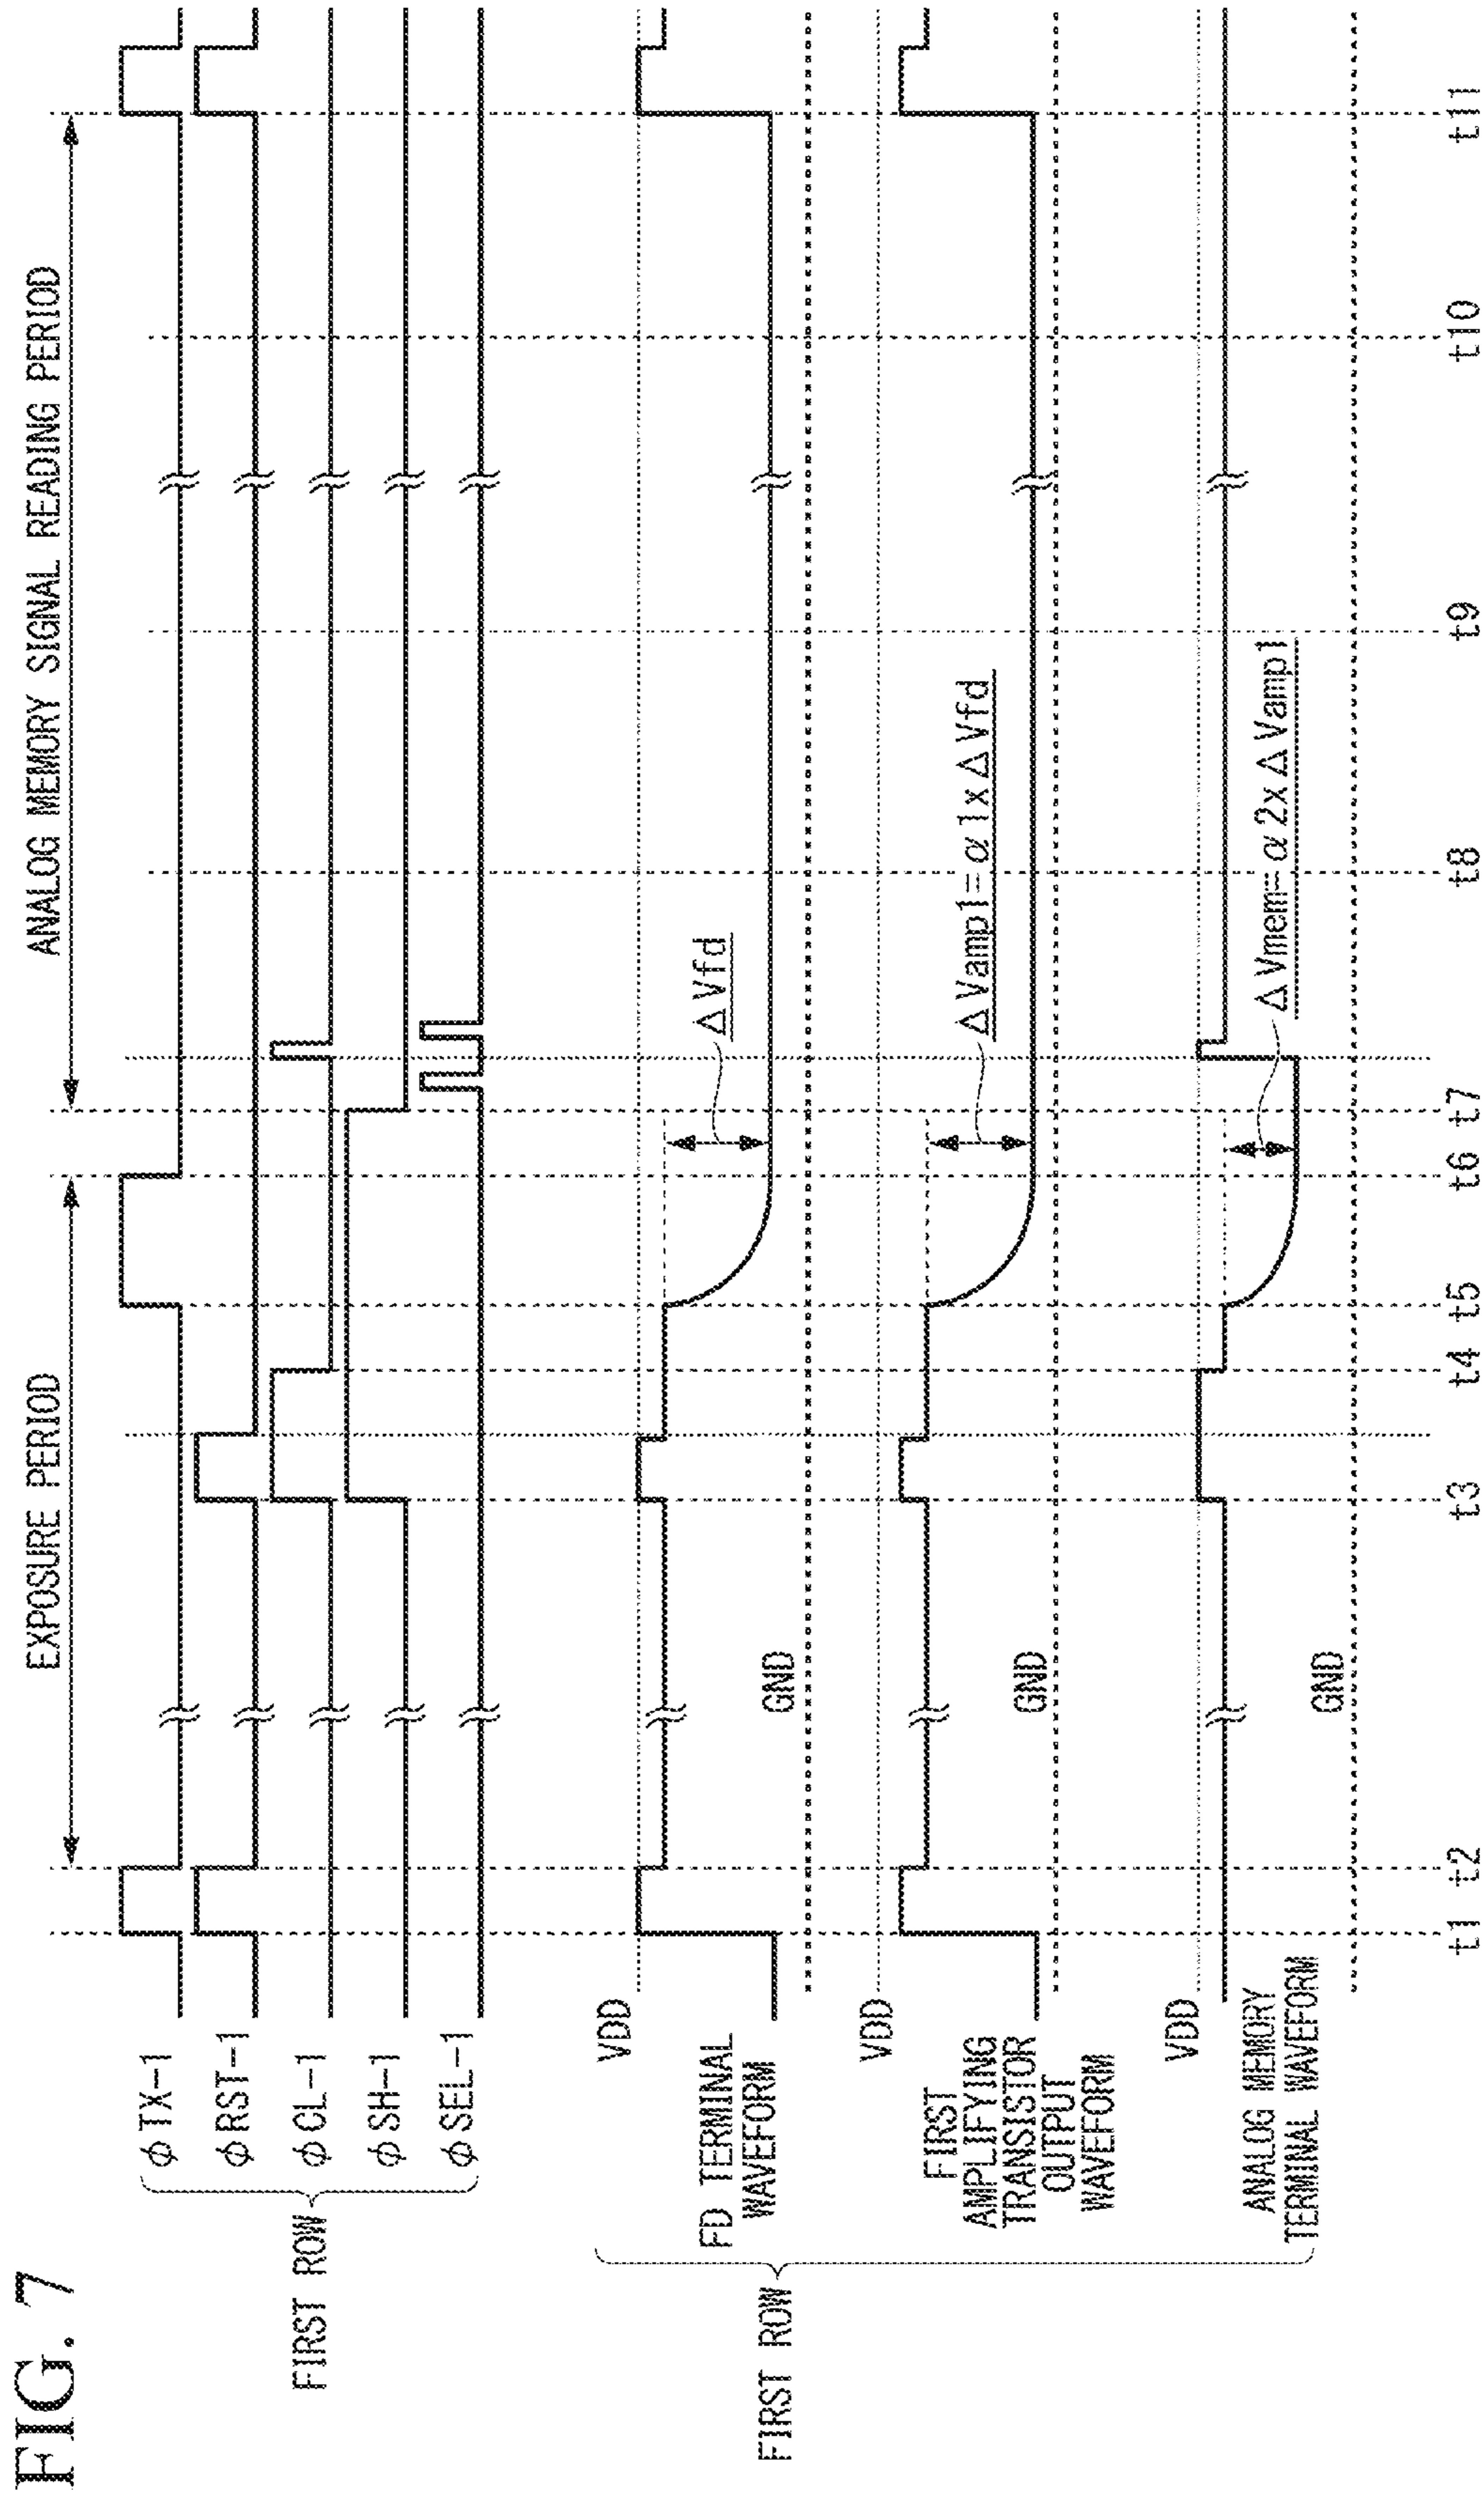 FIG. 7
EXPOSURE PERIOD
ANALOG MEMORY SIGNAL READING PERIOD
FIRST ROW
φTX-1
φRST-1
φCL-1
φSH-1
φSEL-1
FIRST ROW
VDD
FD TERMINAL
WAVEFORM
GND
ΔVfd
VDD
FIRST
AMPLIFYING
TRANSISTOR
OUTPUT
WAVEFORM
GND
ΔVamp1=α1xΔVfd
VDD
ANALOG MEMORY
TERMINAL WAVEFORM
GND
ΔVmem=α2xΔVamp1
t1 t2 t3 t4 t5 t6 t7 t8 t9 t10 t11